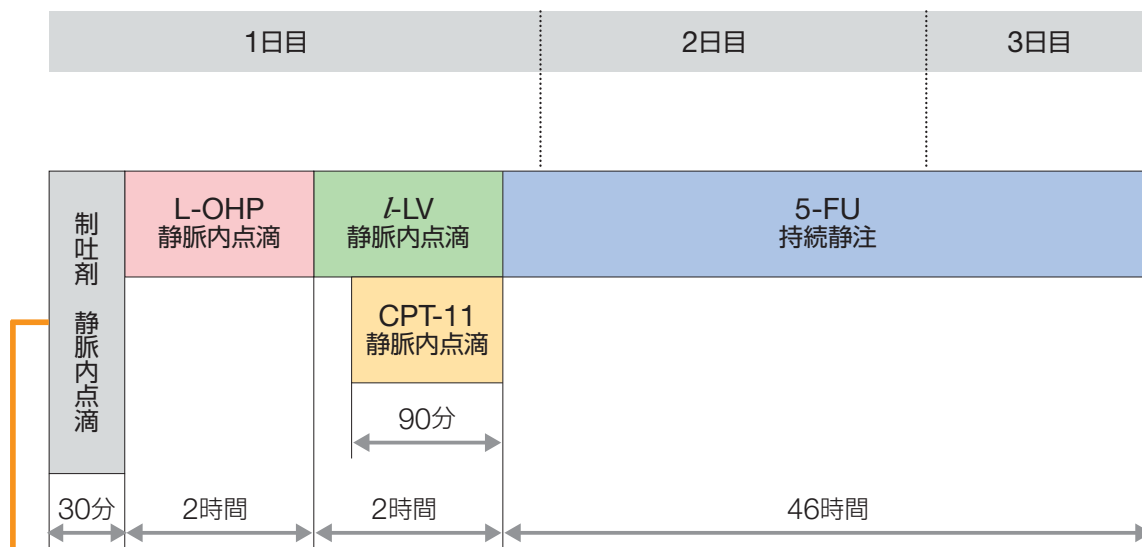 1日目
2日目
3日目
制吐剤 静脈内点滴
L-OHP
静脈内点滴
l-LV
静脈内点滴
5-FU
持続静注
CPT-11
静脈内点滴
90分
30分
2時間
2時間
46時間